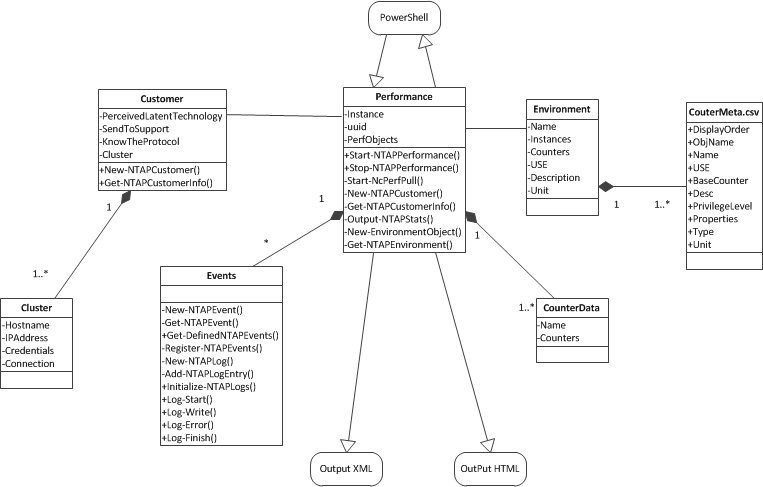 PowerShell
Customer
-PerceivedLatentTechnology
-SendToSupport
-KnowTheProtocol
-Cluster
+New-NTAPCustomer()
+Get-NTAPCustomerInfo()
Performance
-Instance
-uuid
-PerfObjects
+Start-NTAPPerformance()
+Stop-NTAPPerformance()
-Start-NcPerfPull()
-New-NTAPCustomer()
-Get-NTAPCustomerInfo()
-Output-NTAPStats()
-New-EnvironmentObject()
-Get-NTAPEnvironment()
Environment
-Name
-Instances
-Counters
-USE
-Description
-Unit
CouterMeta.csv
+DisplayOrder
+ObjName
+Name
+USE
+BaseCounter
+Desc
+PrivilegeLevel
+Properties
+Type
+Unit
1
1..*
1
1..*
1
*
1
1..*
Cluster
-Hostname
-IPAddress
-Credentials
-Connection
Events
-New-NTAPEvent()
-Get-NTAPEvent()
+Get-DefinedNTAPEvents()
-Register-NTAPEvents()
-New-NTAPLog()
-Add-NTAPLogEntry()
+Initialize-NTAPLogs()
+Log-Start()
+Log-Write()
+Log-Error()
+Log-Finish()
CounterData
-Name
-Counters
Output XML
OutPut HTML